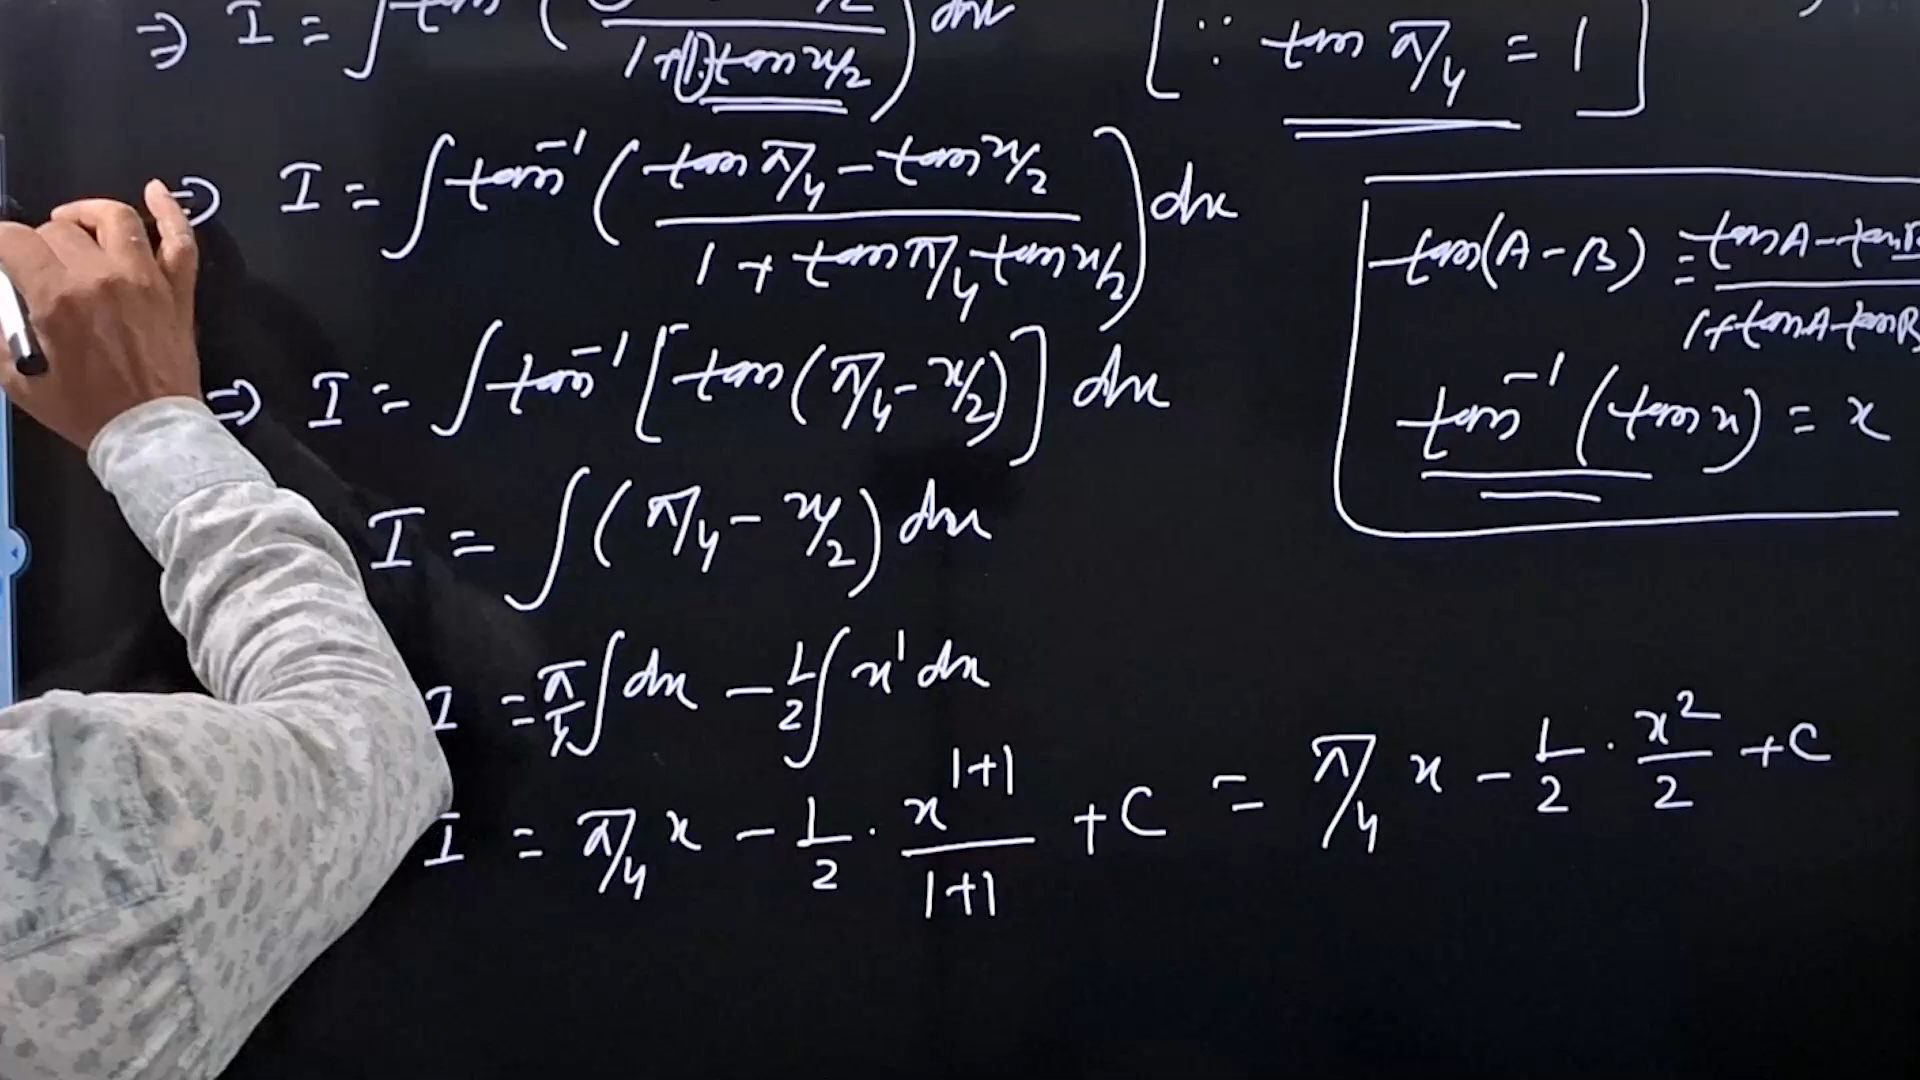 ⇒ I = ∫ tan ( /2 / 1+(1) tan x/2 ) dx [ ∵ tan π/4 = 1 ]
⇒ I = ∫ tan⁻¹ ( tan π/4 - tan x/2 / 1 + tan π/4 tan x/2 ) dx
tan(A - B) = tanA - tanB / 1+tanA tanB
⇒ I = ∫ tan⁻¹ [ tan (π/4 - x/2) ] dx
tan⁻¹ (tan x) = x
I = ∫ (π/4 - x/2) dx
I = π/4 ∫ dx - 1/2 ∫ x¹ dx
I = π/4 x - 1/2 · x¹⁺¹ / 1+1 + C = π/4 x - 1/2 · x²/2 + C